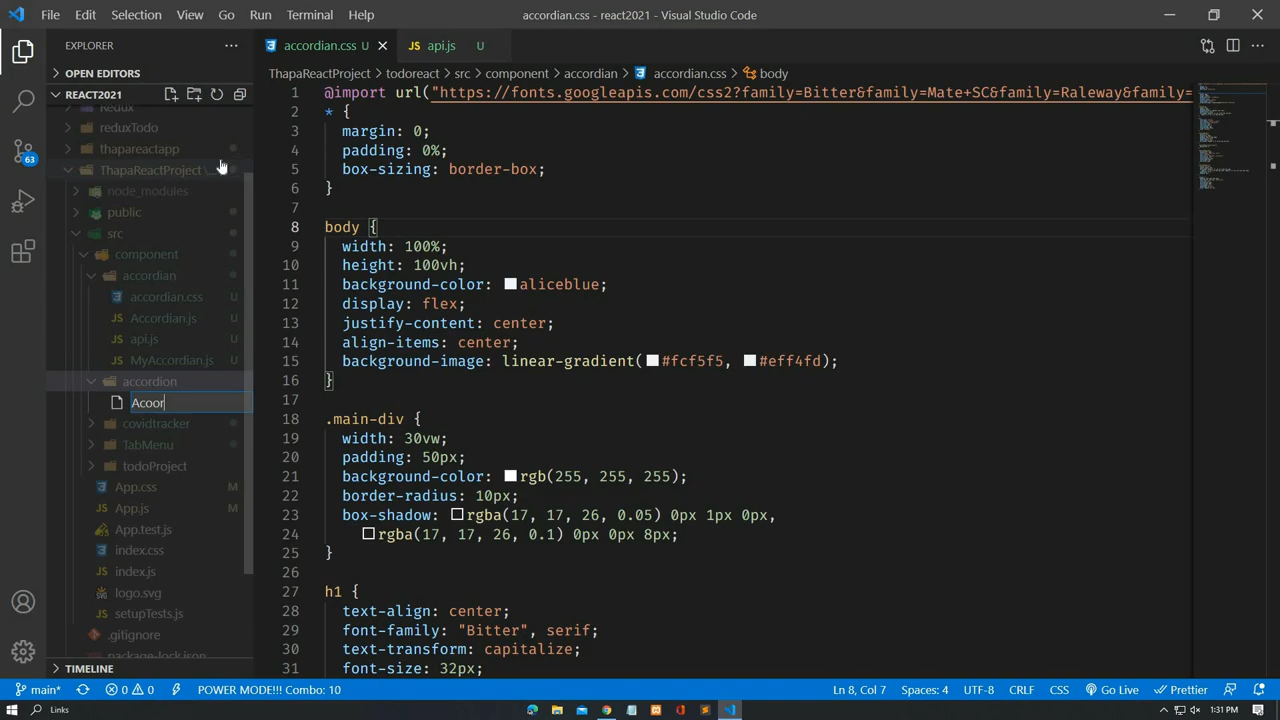 File Edit Selection View Go Run Terminal Help
accordian.css - react2021 - Visual Studio Code
EXPLORER
OPEN EDITORS
REACT2021
Redux
reduxTodo
thapareactapp
ThapaReactProject \...
node_modules
public
src
component
accordian
accordian.css U
Accordian.js U
api.js U
MyAccordian.js U
accordion
Acoor
covidtracker
TabMenu
todoProject
App.css M
App.js M
App.test.js
index.css
index.js
logo.svg
setupTests.js
.gitignore
package-lock.json
TIMELINE
accordian.css U
api.js U
ThapaReactProject > todoreact > src > component > accordian > accordian.css > body
1 @import url("https://fonts.googleapis.com/css2?family=Bitter&family=Mate+SC&family=Raleway&family=
2 * {
3 margin: 0;
4 padding: 0%;
5 box-sizing: border-box;
6 }
7
8 body {
9 width: 100%;
10 height: 100vh;
11 background-color: aliceblue;
12 display: flex;
13 justify-content: center;
14 align-items: center;
15 background-image: linear-gradient(#fcf5f5, #eff4fd);
16 }
17
18 .main-div {
19 width: 30vw;
20 padding: 50px;
21 background-color: rgb(255, 255, 255);
22 border-radius: 10px;
23 box-shadow: rgba(17, 17, 26, 0.05) 0px 1px 0px,
24 rgba(17, 17, 26, 0.1) 0px 0px 8px;
25 }
26
27 h1 {
28 text-align: center;
29 font-family: "Bitter", serif;
30 text-transform: capitalize;
31 font-size: 32px;
63
main* 0 0 POWER MODE!!! Combo: 10 Ln 8, Col 7 Spaces: 4 UTF-8 CRLF CSS Go Live Prettier
Links 1:31 PM